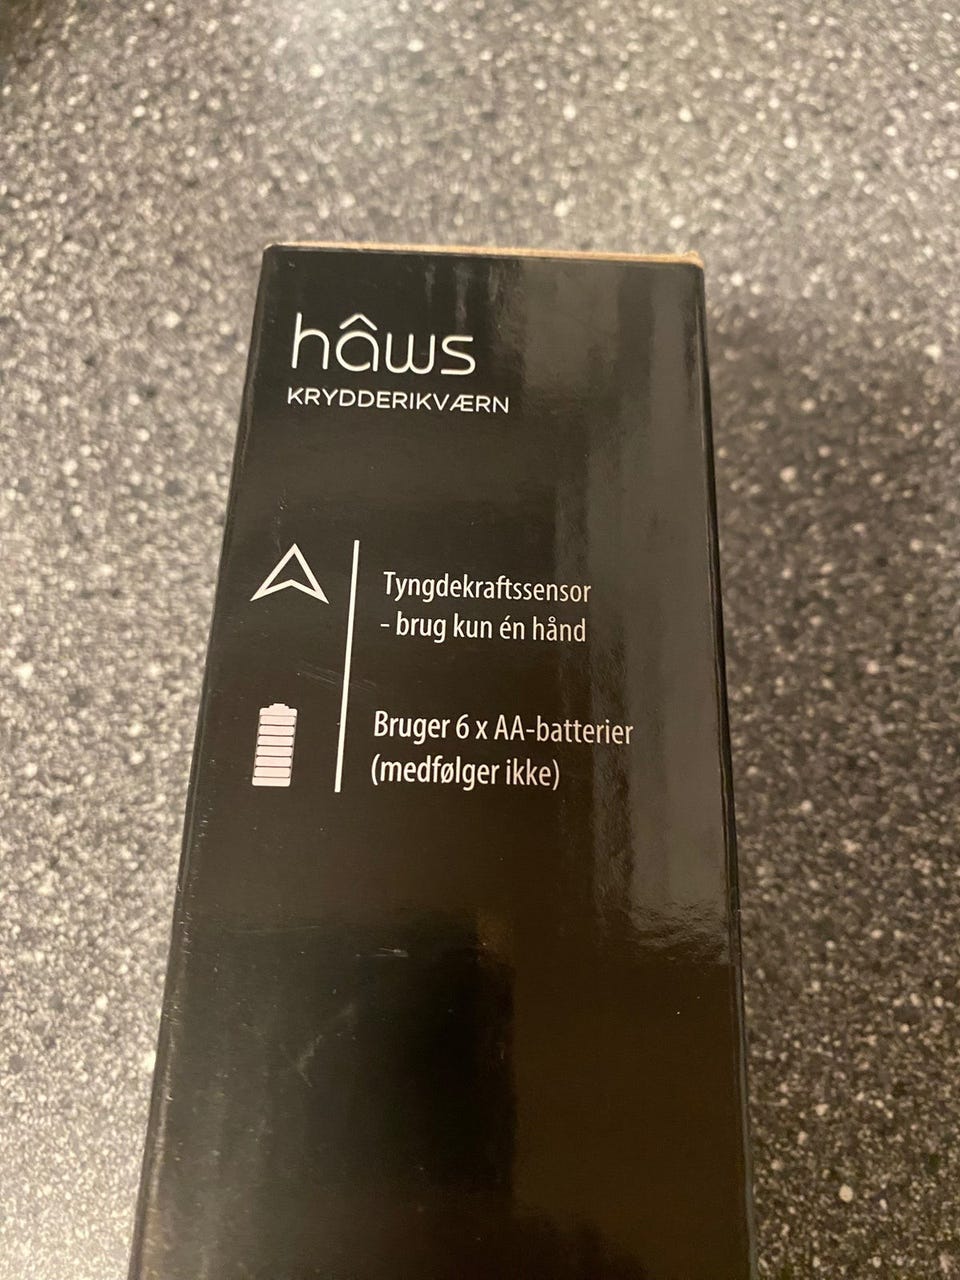 hâws
KRYDDERIKVÆRN
Tyngdekraftssensor
- brug kun én hånd
Bruger 6 x AA-batterier
(medfølger ikke)